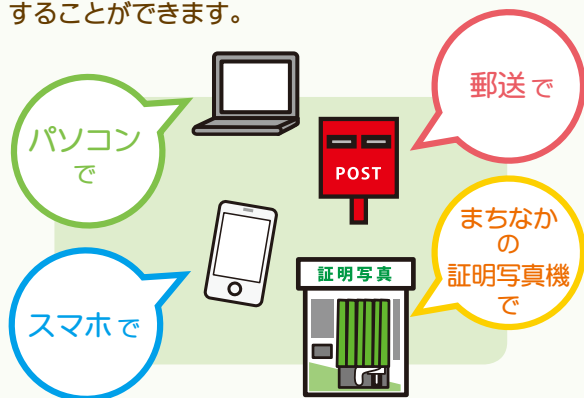 することができます。
パソコン
で
郵送で
POST
スマホで
証明写真
まちなか
の
証明写真機
で